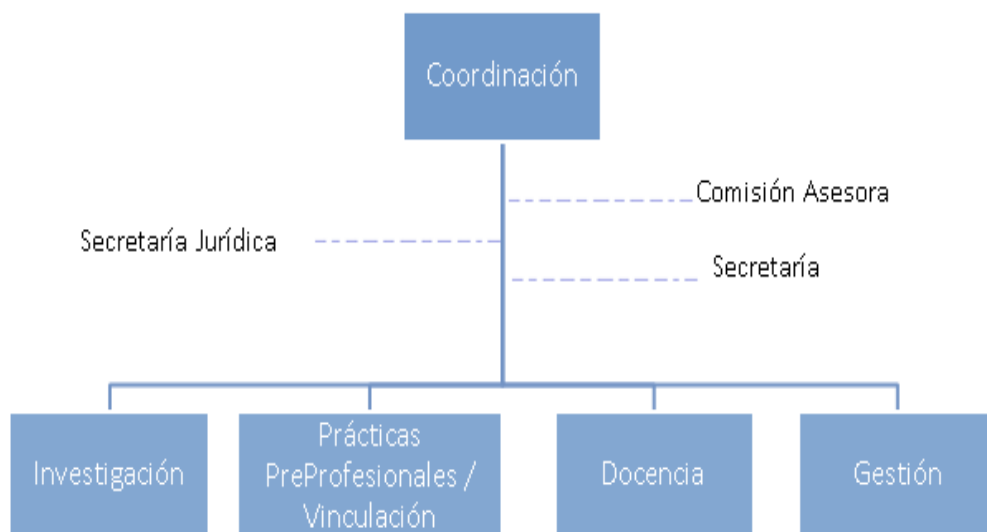 Coordinación
Comisión Asesora
Secretaría Jurídica
Secretaría
Investigación
Prácticas
PreProfesionales /
Vinculación
Docencia
Gestión